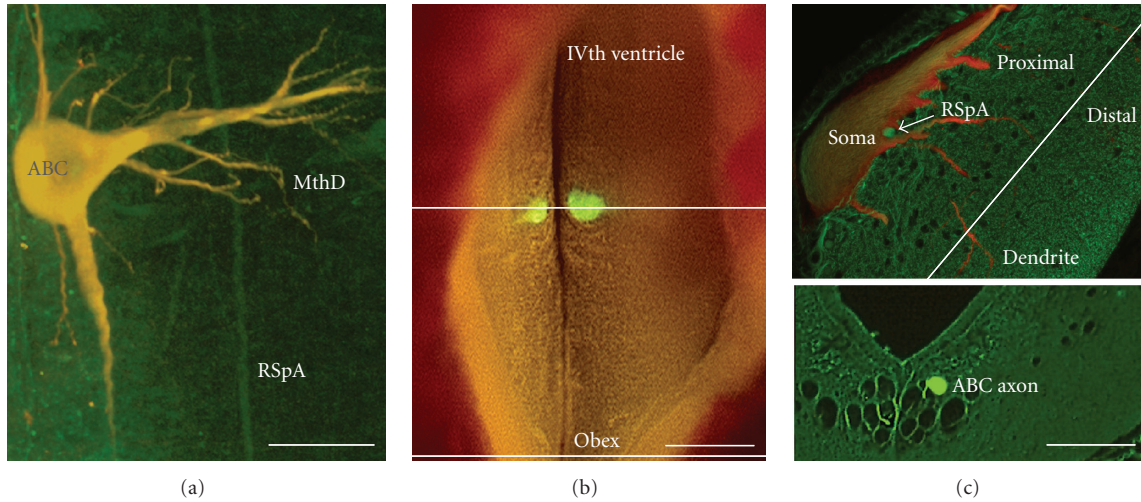 ABC
MthD
RSpA
IVth ventricle
Obex
Proximal
RSpA
Distal
Soma
Dendrite
ABC axon
(a)
(b)
(c)